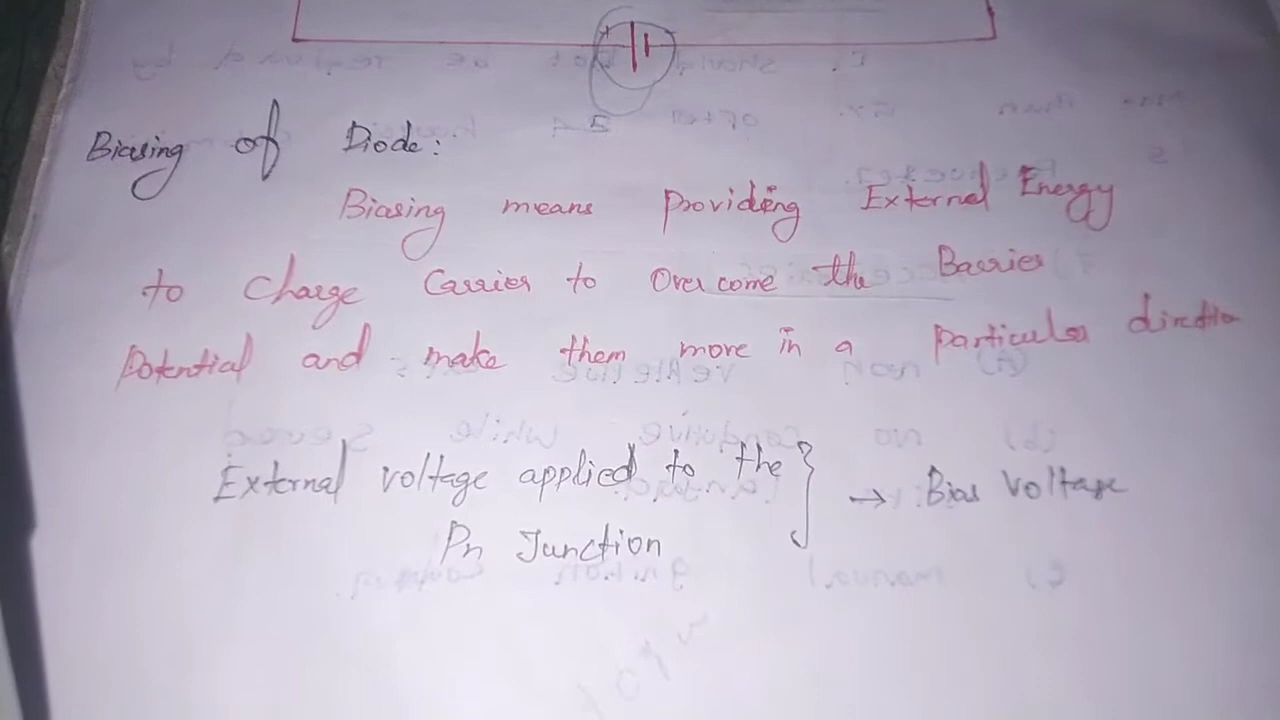 Biasing of Diode:
Biasing means Providing External Energy
to charge Carrier to Overcome the Barrier
Potential and make them move in a particular direction
External voltage applied to the } → Bias voltage
Pn Junction